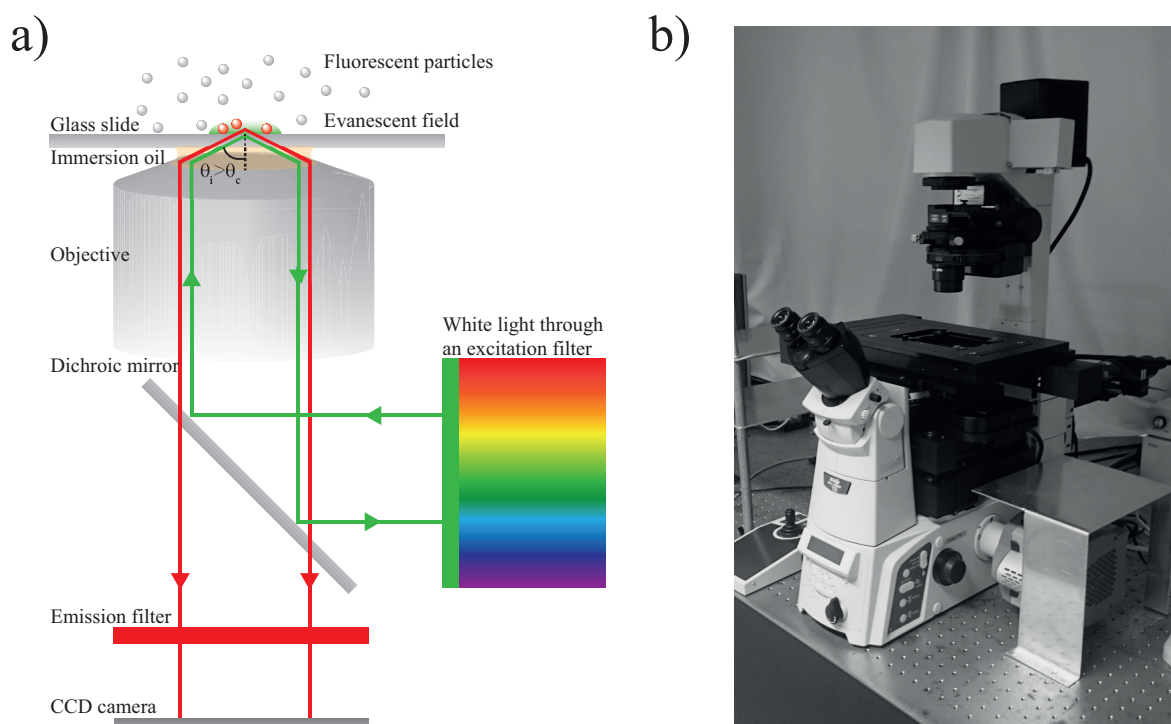 a)
Fluorescent particles
Glass slide
Evanescent field
Immersion oil
θi>θc
Objective
White light through
an excitation filter
Dichroic mirror
Emission filter
CCD camera
b)